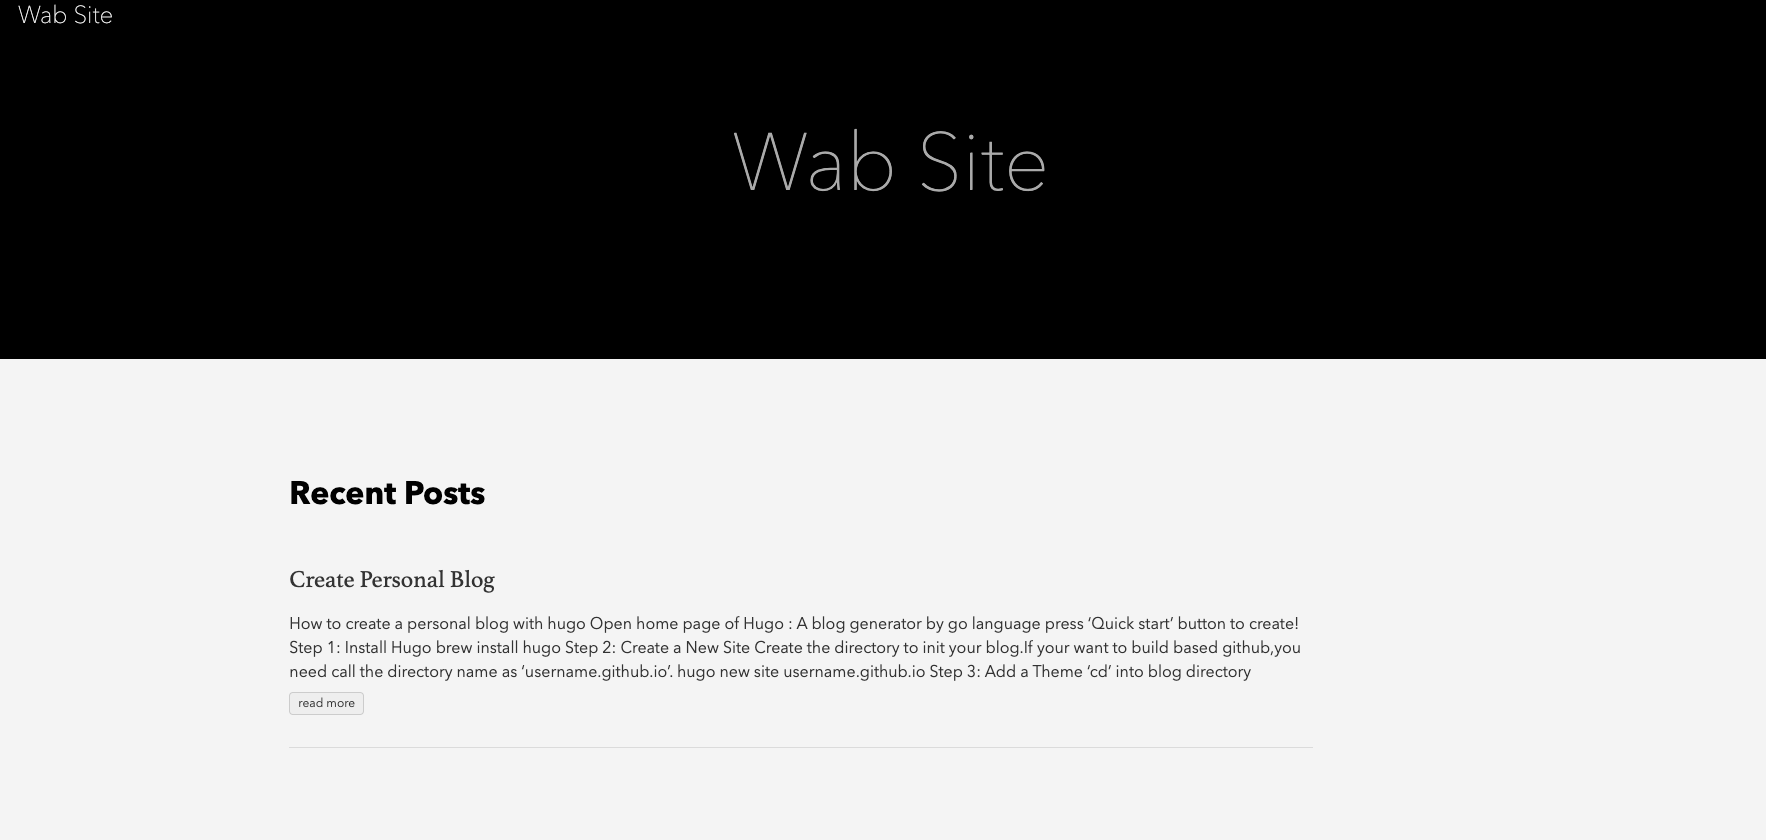 Wab Site
Wab Site
Recent Posts
Create Personal Blog
How to create a personal blog with hugo Open home page of Hugo : A blog generator by go language press ‘Quick start’ button to create!
Step 1: Install Hugo brew install hugo Step 2: Create a New Site Create the directory to init your blog.If your want to build based github,you
need call the directory name as ‘username.github.io’. hugo new site username.github.io Step 3: Add a Theme ‘cd’ into blog directory
read more